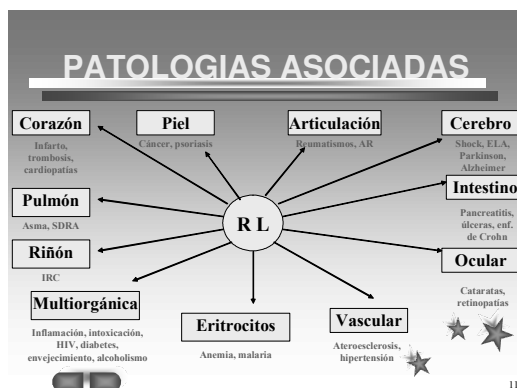 PATOLOGIAS ASOCIADAS
Corazón
Infarto,
trombosis,
cardiopatías
Piel
Cáncer, psoriasis
Articulación
Reumatismos, AR
Cerebro
Shock, ELA,
Parkinson,
Alzheimer
Pulmón
Asma, SDRA
R L
Intestino
Pancreatitis,
úlceras, enf.
de Crohn
Riñón
IRC
Ocular
Cataratas,
retinopatías
Multiorgánica
Inflamación, intoxicación,
HIV, diabetes,
envejecimiento, alcoholismo
Eritrocitos
Anemia, malaria
Vascular
Ateroesclerosis,
hipertensión